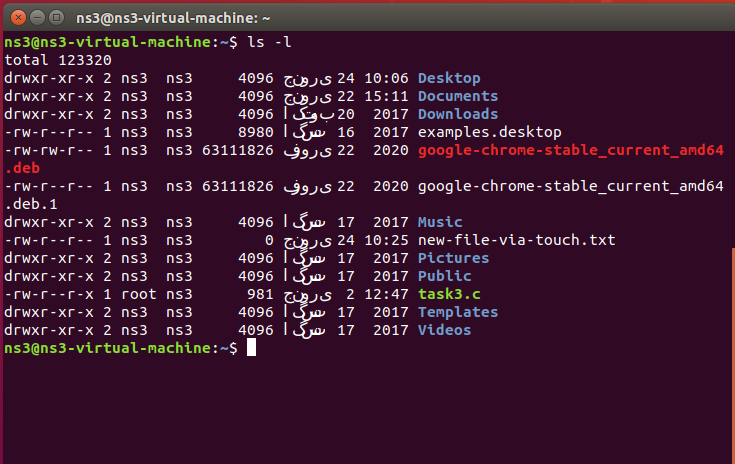 ns3@ns3-virtual-machine: ~
ns3@ns3-virtual-machine:~$ ls -l
total 123320
drwxr-xr-x 2 ns3  ns3      4096 جنوری 24 10:06 Desktop
drwxr-xr-x 2 ns3  ns3      4096 جنوری 22 15:11 Documents
drwxr-xr-x 2 ns3  ns3      4096 اکتوبر 20  2017 Downloads
-rw-r--r-- 1 ns3  ns3      8980 اگست 16  2017 examples.desktop
-rw-rw-r-- 1 ns3  ns3  63111826 فروری 22  2020 google-chrome-stable_current_amd64
.deb
-rw-r--r-- 1 ns3  ns3  63111826 فروری 22  2020 google-chrome-stable_current_amd64
.deb.1
drwxr-xr-x 2 ns3  ns3      4096 اگست 17  2017 Music
-rw-r--r-- 1 ns3  ns3         0 جنوری 24 10:25 new-file-via-touch.txt
drwxr-xr-x 2 ns3  ns3      4096 اگست 17  2017 Pictures
drwxr-xr-x 2 ns3  ns3      4096 اگست 17  2017 Public
-rw-r--r-x 1 root ns3       981 جنوری  2 12:47 task3.c
drwxr-xr-x 2 ns3  ns3      4096 اگست 17  2017 Templates
drwxr-xr-x 2 ns3  ns3      4096 اگست 17  2017 Videos
ns3@ns3-virtual-machine:~$